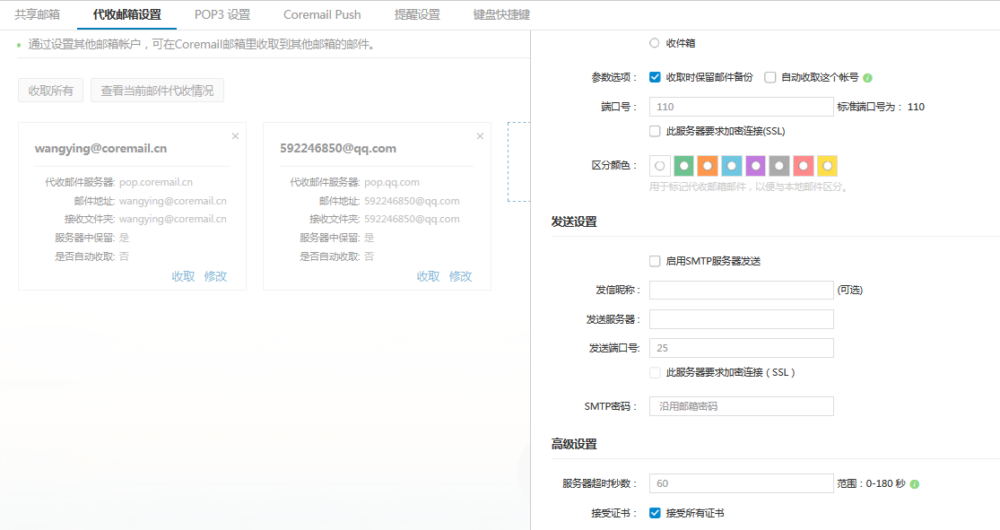 共享邮箱 代收邮箱设置 POP3 设置 Coremail Push 提醒设置 键盘快捷键
通过设置其他邮箱帐户，可在Coremail邮箱里收取到其他邮箱的邮件。
收取所有 查看当前邮件代收情况
wangying@coremail.cn
代收邮件服务器: pop.coremail.cn
邮件地址: wangying@coremail.cn
接收文件夹: wangying@coremail.cn
服务器中保留: 是
是否自动收取: 否
收取 修改
592246850@qq.com
代收邮件服务器: pop.qq.com
邮件地址: 592246850@qq.com
接收文件夹: 592246850@qq.com
服务器中保留: 是
是否自动收取: 否
收取 修改
收件箱
参数选项： 收取时保留邮件备份 自动收取这个帐号
端口号： 110 标准端口号为： 110
此服务器要求加密连接(SSL)
区分颜色：
用于标记代收邮箱邮件，以便与本地邮件区分。
发送设置
启用SMTP服务器发送
发信昵称： (可选)
发送服务器：
发送端口号: 25
此服务器要求加密连接（SSL）
SMTP密码： 沿用邮箱密码
高级设置
服务器超时秒数： 60 范围：0-180 秒
接受证书： 接受所有证书